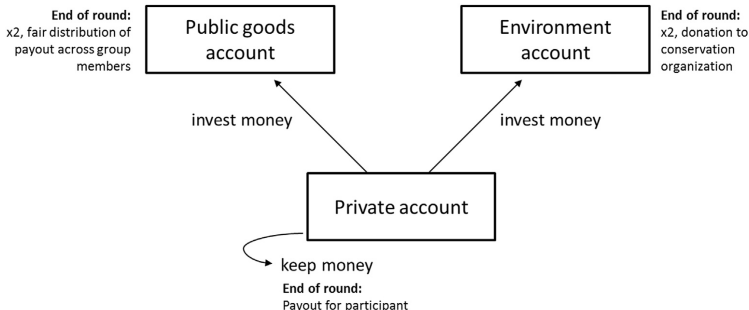 End of round:
x2, fair distribution of
payout across group
members
Public goods
account
Environment
account
End of round:
x2, donation to
conservation
organization
invest money
invest money
Private account
keep money
End of round:
Payout for participant